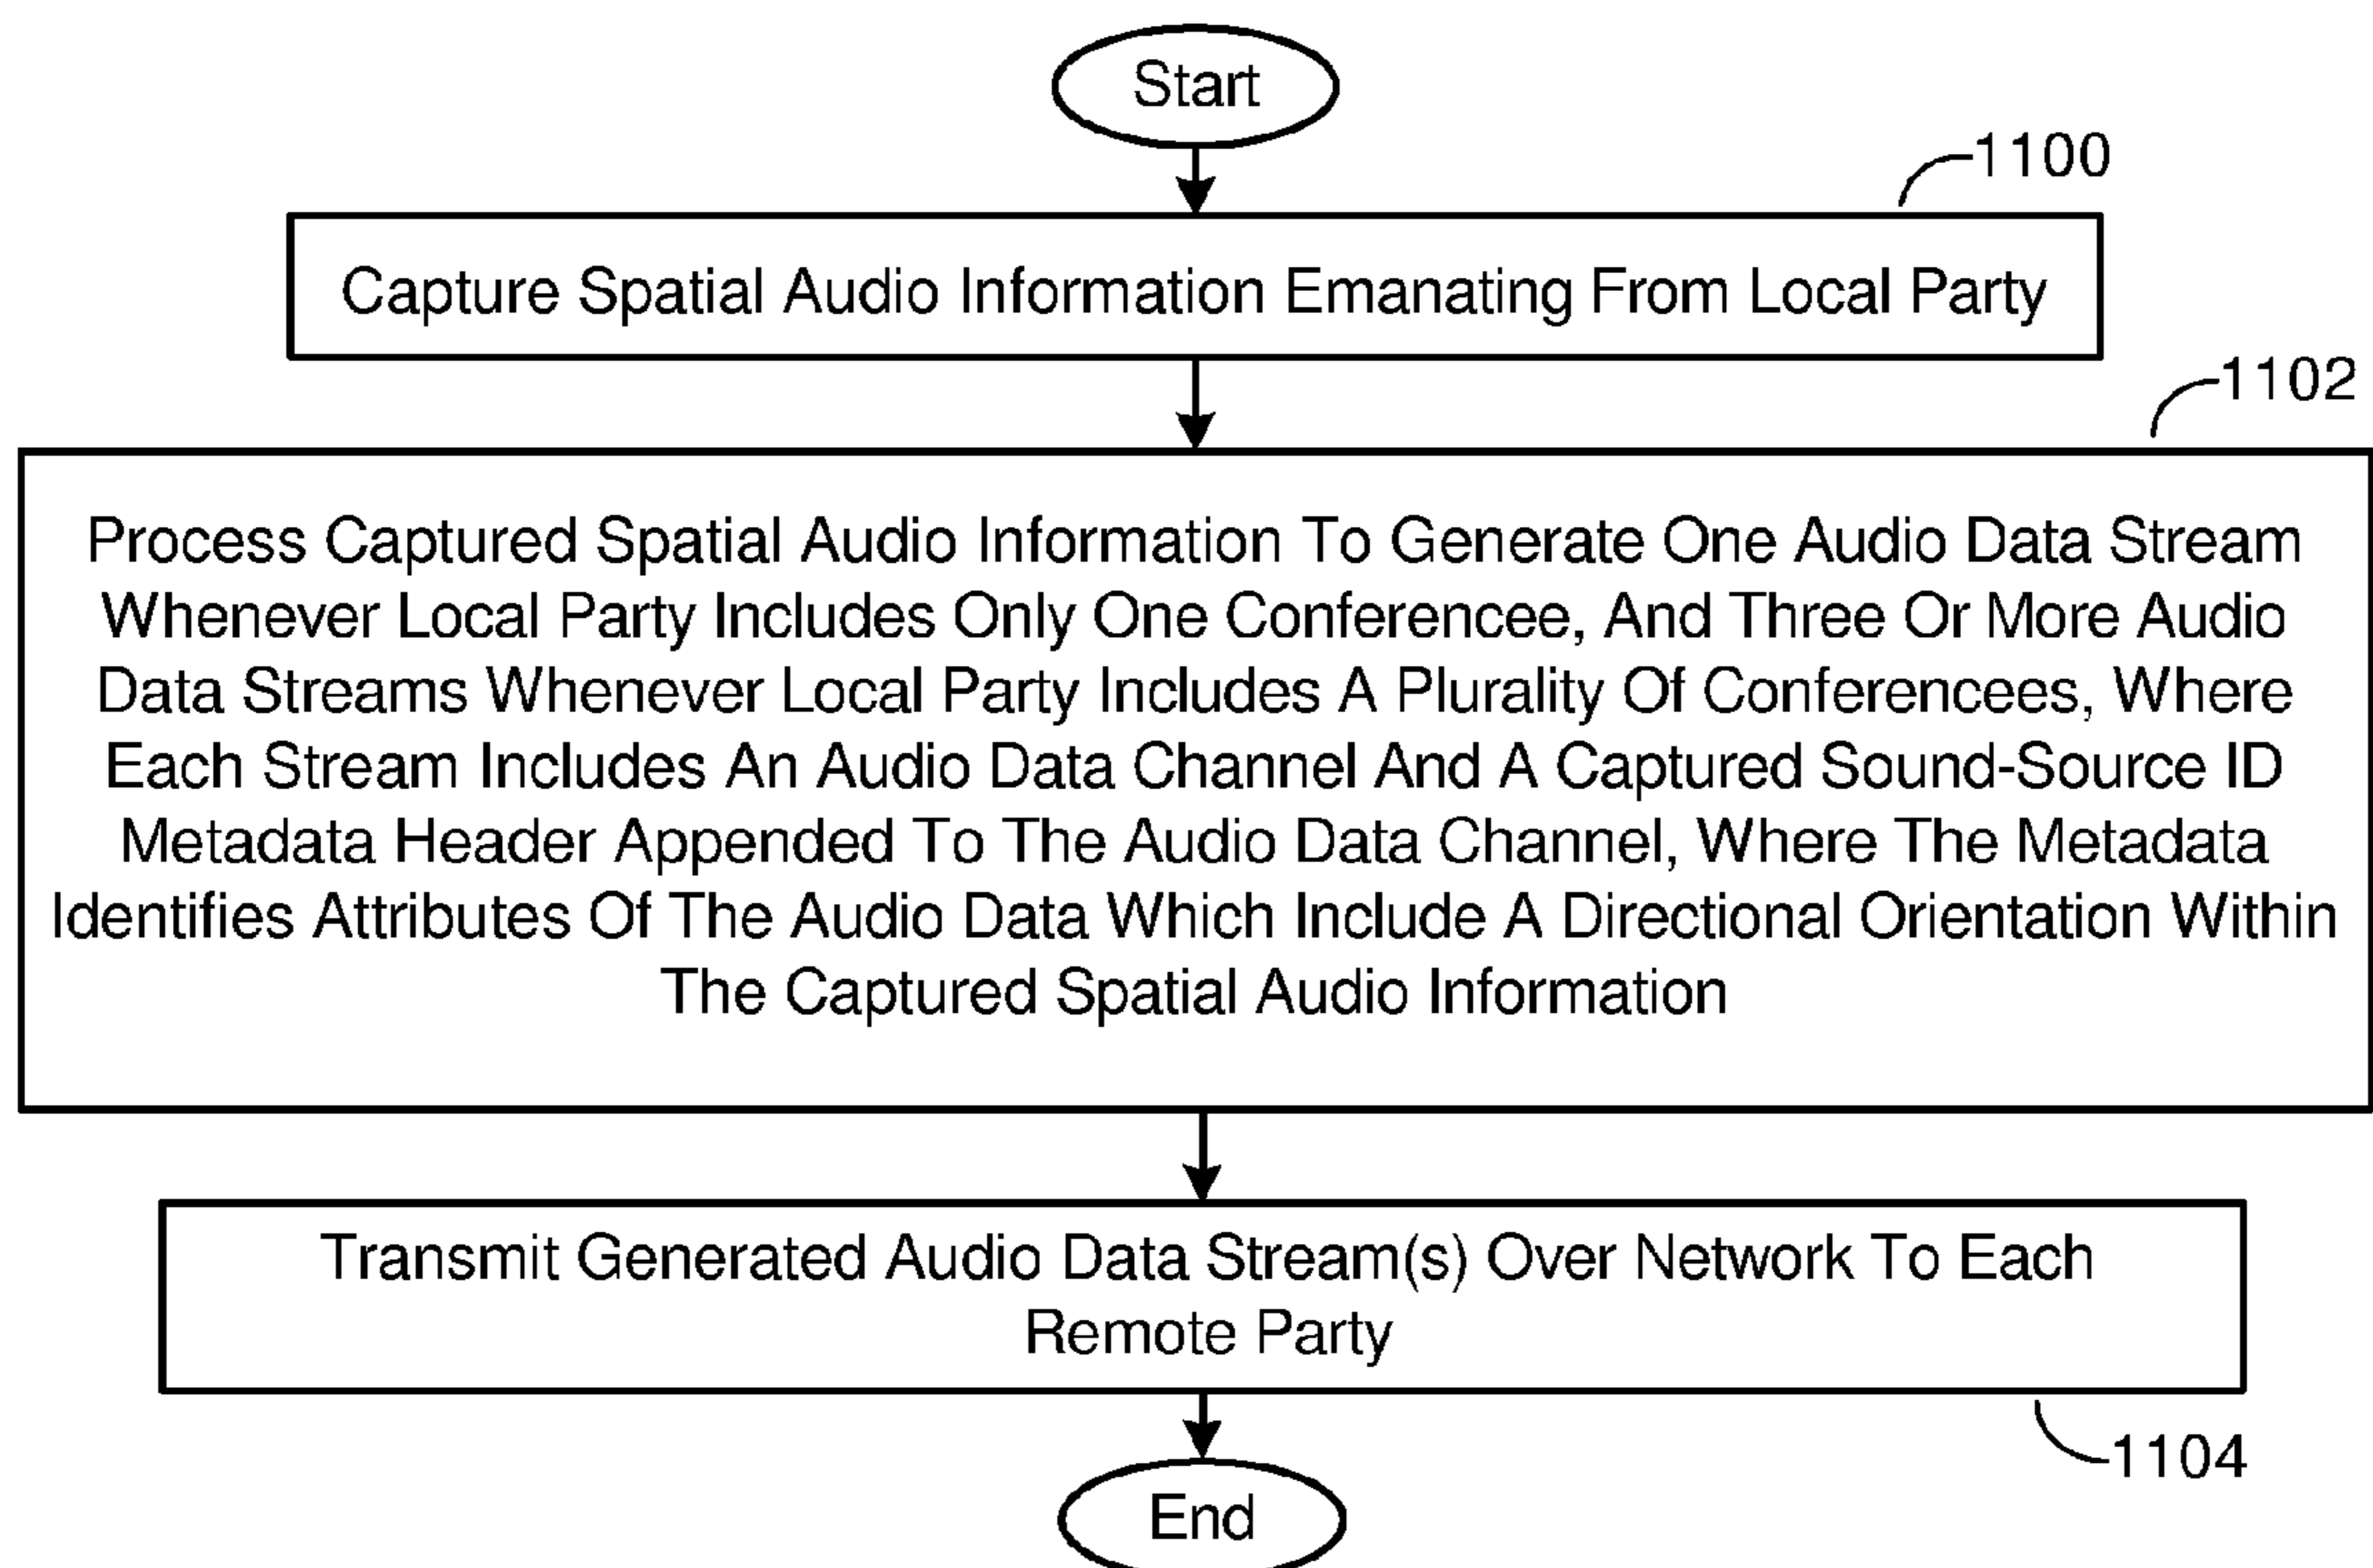 Start
1100
Capture Spatial Audio Information Emanating From Local Party
1102
Process Captured Spatial Audio Information To Generate One Audio Data Stream
Whenever Local Party Includes Only One Conferencee, And Three Or More Audio
Data Streams Whenever Local Party Includes A Plurality Of Conferencees, Where
Each Stream Includes An Audio Data Channel And A Captured Sound-Source ID
Metadata Header Appended To The Audio Data Channel, Where The Metadata
Identifies Attributes Of The Audio Data Which Include A Directional Orientation Within
The Captured Spatial Audio Information
Transmit Generated Audio Data Stream(s) Over Network To Each
Remote Party
1104
End